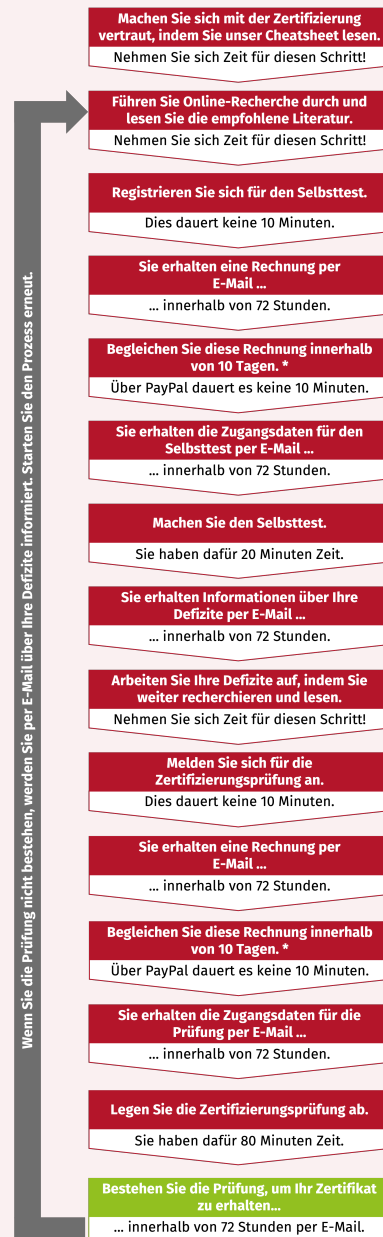 Machen Sie sich mit der Zertifizierung
vertraut, indem Sie unser Cheatsheet lesen.
Nehmen Sie sich Zeit für diesen Schritt!
Führen Sie Online-Recherche durch und
lesen Sie die empfohlene Literatur.
Nehmen Sie sich Zeit für diesen Schritt!
Registrieren Sie sich für den Selbsttest.
Dies dauert keine 10 Minuten.
Sie erhalten eine Rechnung per
E-Mail ...
... innerhalb von 72 Stunden.
Begleichen Sie diese Rechnung innerhalb
von 10 Tagen. *
Über PayPal dauert es keine 10 Minuten.
Sie erhalten die Zugangsdaten für den
Selbsttest per E-Mail ...
... innerhalb von 72 Stunden.
Machen Sie den Selbsttest.
Sie haben dafür 20 Minuten Zeit.
Sie erhalten Informationen über Ihre
Defizite per E-Mail ...
... innerhalb von 72 Stunden.
Arbeiten Sie Ihre Defizite auf, indem Sie
weiter recherchieren und lesen.
Nehmen Sie sich Zeit für diesen Schritt!
Melden Sie sich für die
Zertifizierungsprüfung an.
Dies dauert keine 10 Minuten.
Sie erhalten eine Rechnung per
E-Mail ...
... innerhalb von 72 Stunden.
Begleichen Sie diese Rechnung innerhalb
von 10 Tagen. *
Über PayPal dauert es keine 10 Minuten.
Sie erhalten die Zugangsdaten für die
Prüfung per E-Mail ...
... innerhalb von 72 Stunden.
Legen Sie die Zertifizierungsprüfung ab.
Sie haben dafür 80 Minuten Zeit.
Bestehen Sie die Prüfung, um Ihr Zertifikat
zu erhalten...
... innerhalb von 72 Stunden per E-Mail.
Wenn Sie die Prüfung nicht bestehen, werden Sie per E-Mail über Ihre Defizite informiert. Starten Sie den Prozess erneut.